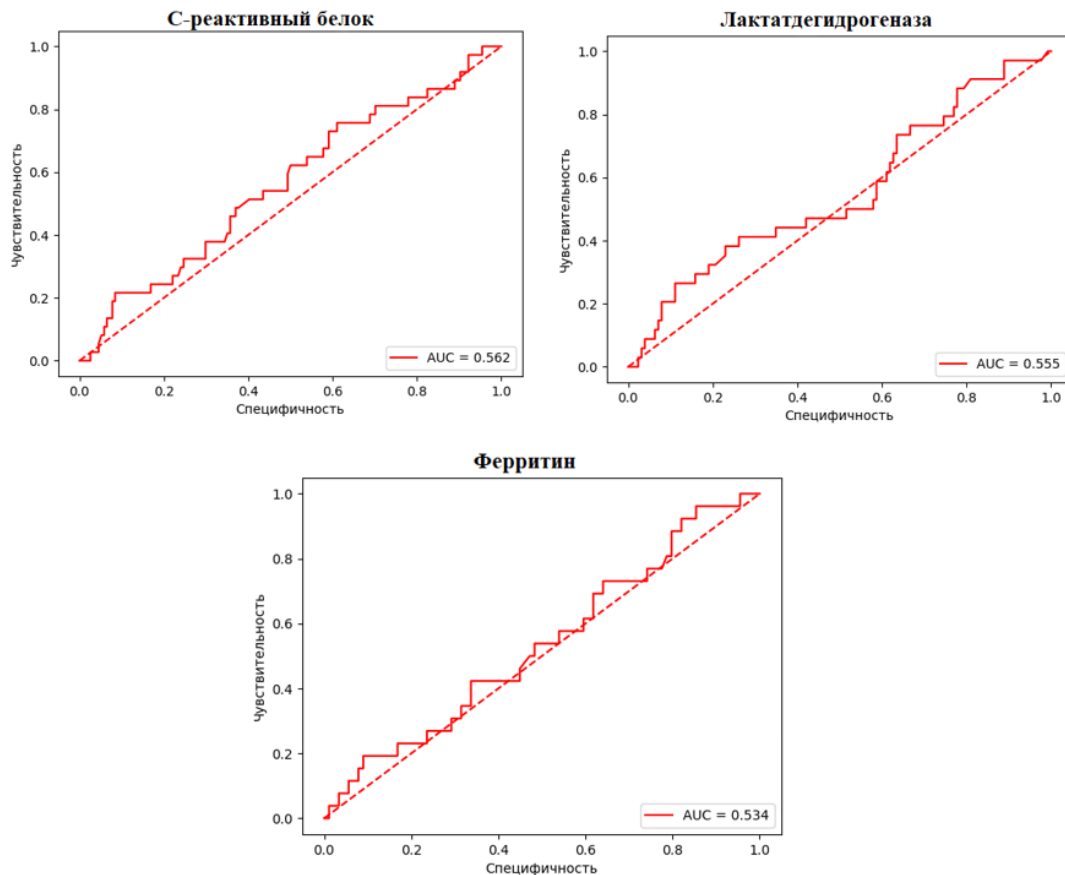 С-реактивный белок
1.0
0.8
0.6
0.4
0.2
0.0
Чувствительность
AUC = 0.562
0.0 0.2 0.4 0.6 0.8 1.0
Специфичность
Лактатдегидрогеназа
1.0
0.8
0.6
0.4
0.2
0.0
Чувствительность
AUC = 0.555
0.0 0.2 0.4 0.6 0.8 1.0
Специфичность
Ферритин
1.0
0.8
0.6
0.4
0.2
0.0
Чувствительность
AUC = 0.534
0.0 0.2 0.4 0.6 0.8 1.0
Специфичность